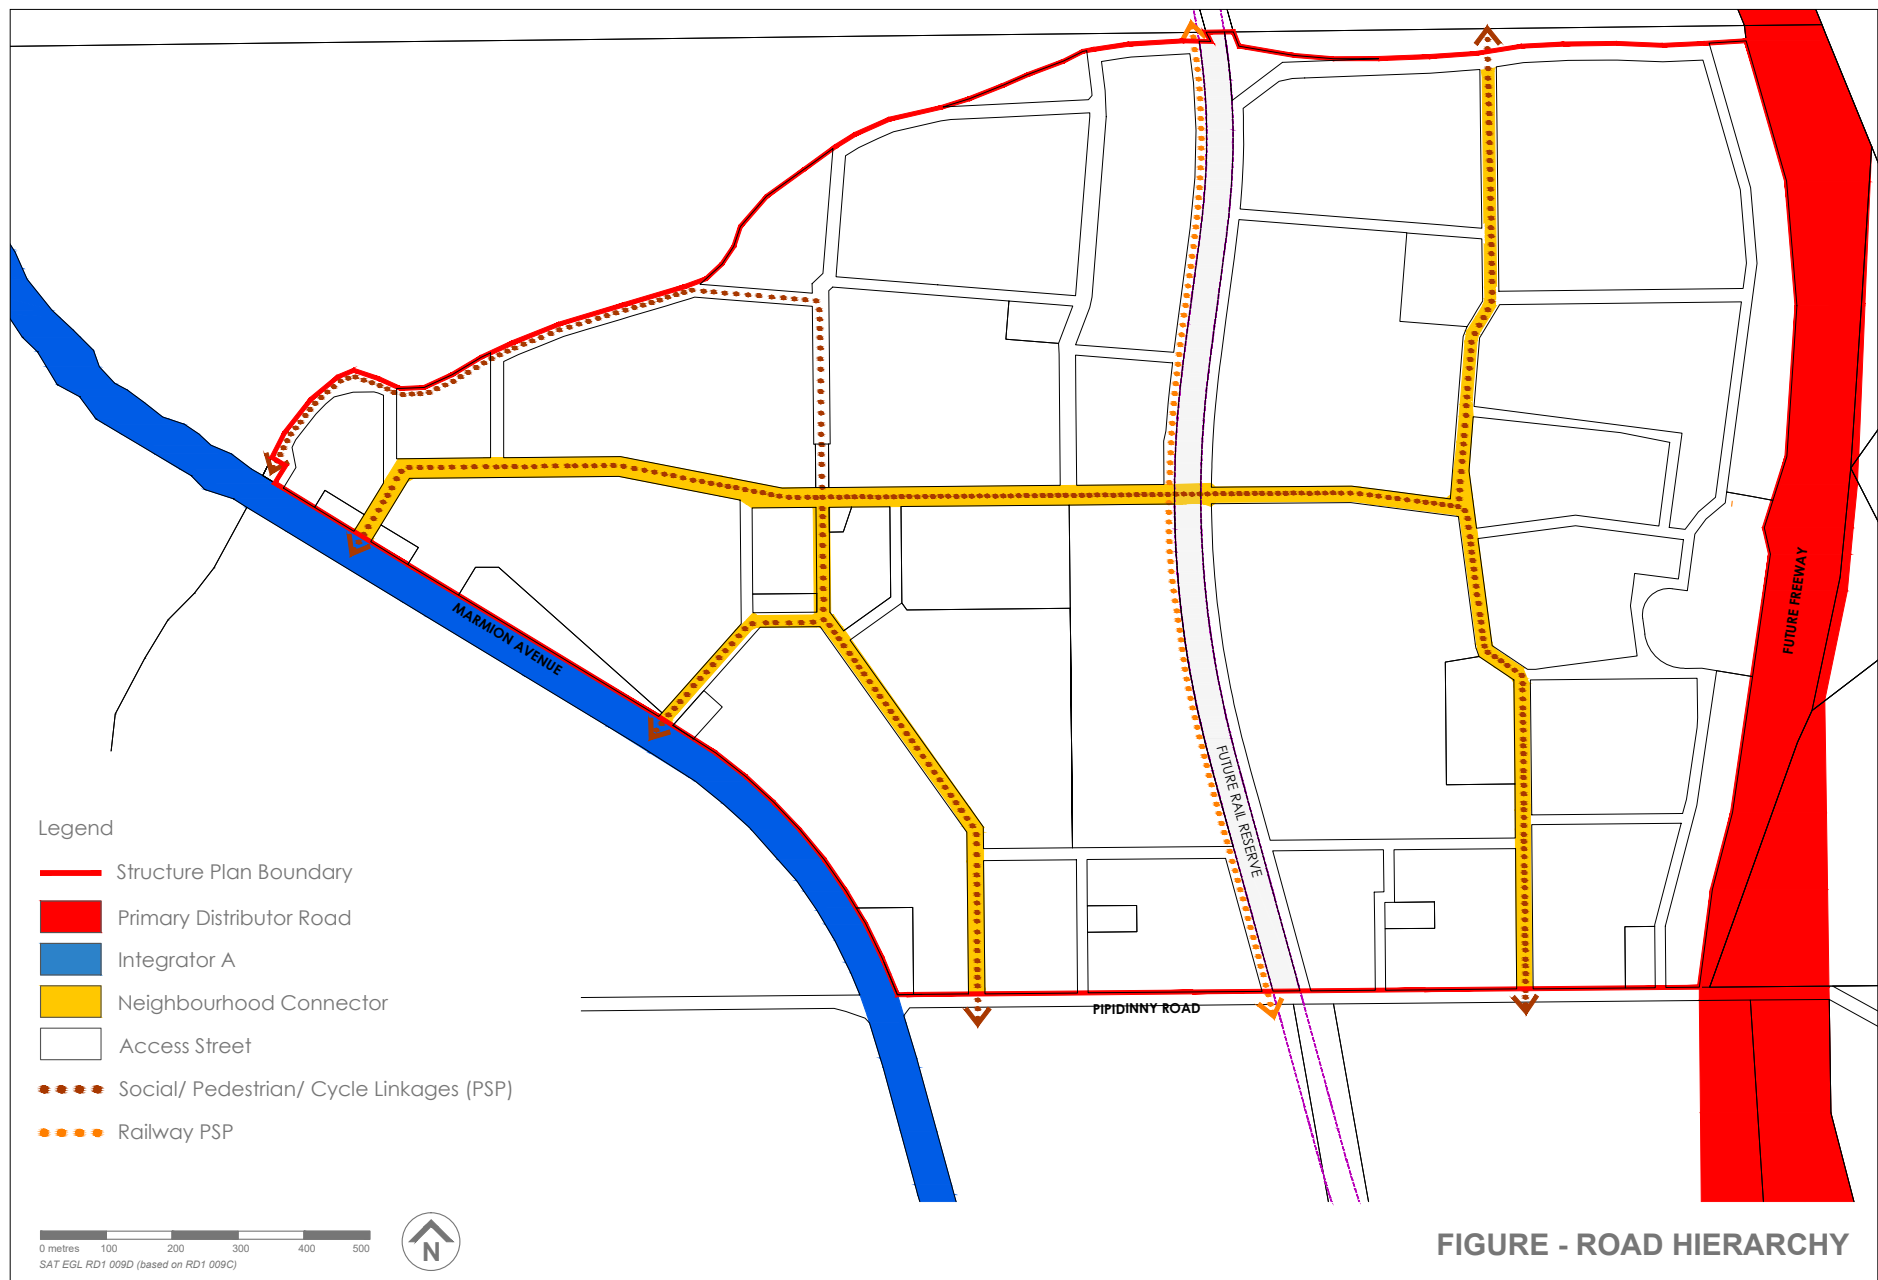 MARMION AVENUE
FUTURE FREEWAY
FUTURE RAIL RESERVE
PIPIDINNY ROAD
Legend
Structure Plan Boundary
Primary Distributor Road
Integrator A
Neighbourhood Connector
Access Street
Social/ Pedestrian/ Cycle Linkages (PSP)
Railway PSP
0 metres 100 200 300 400 500
SAT EGL RD1 009D (based on RD1 009C)
N
FIGURE - ROAD HIERARCHY